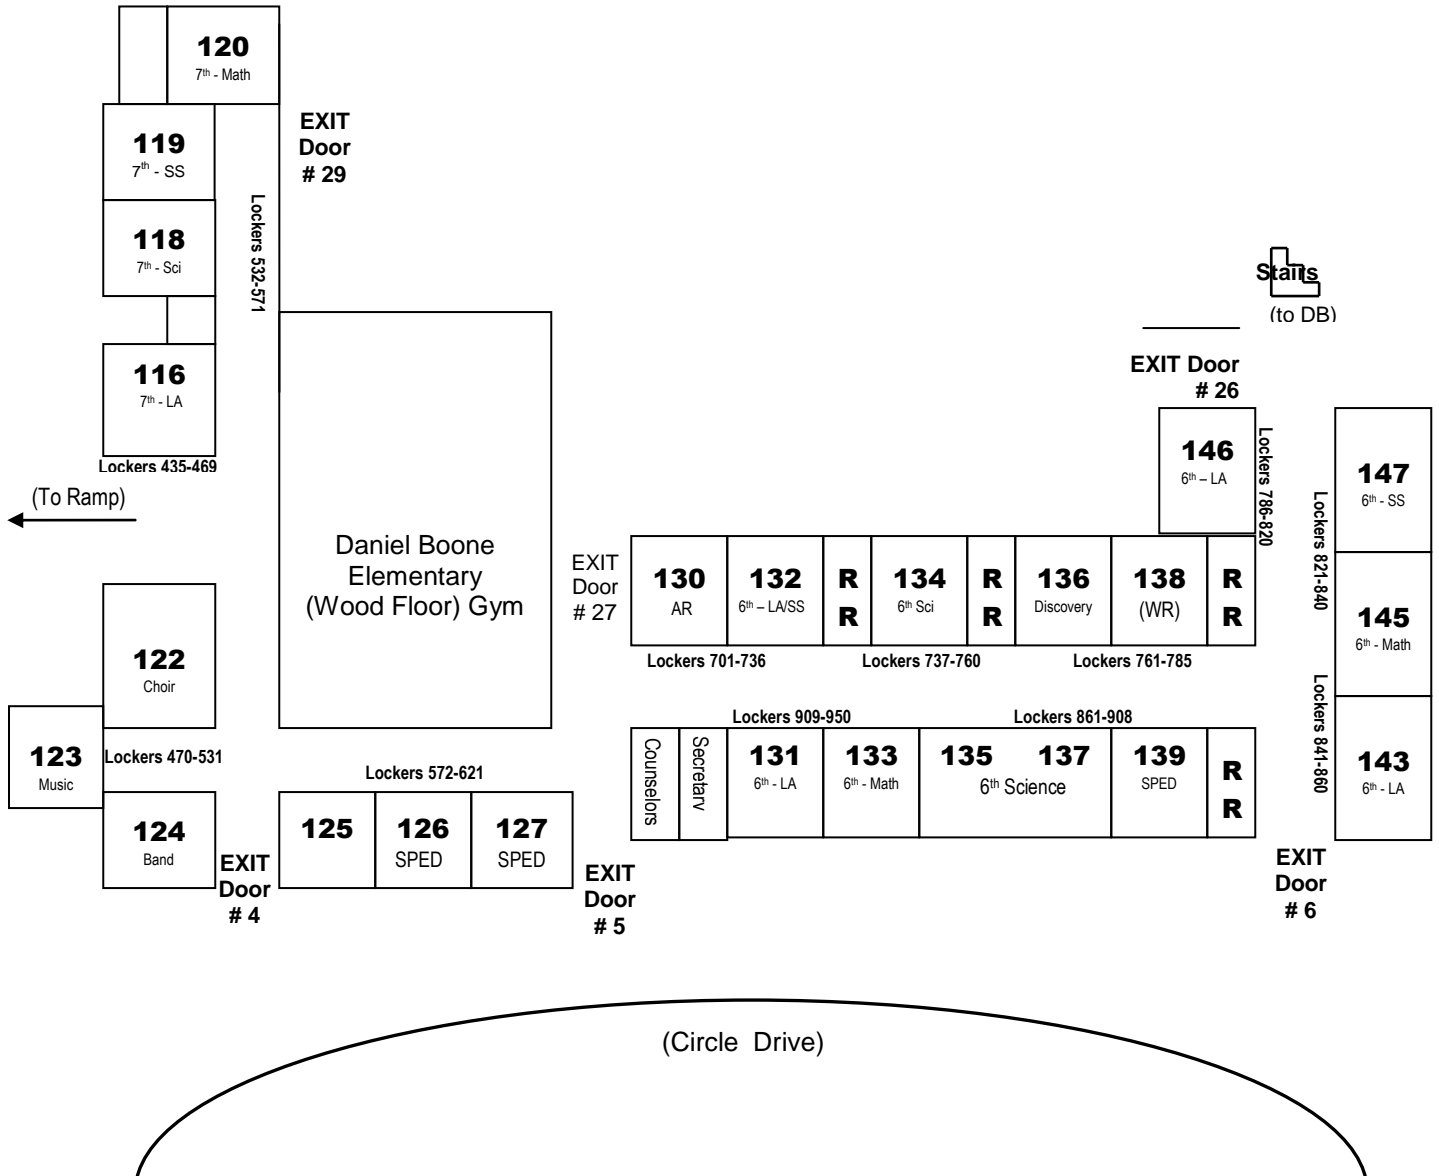 120
7th - Math
EXIT
Door
# 29
119
7th - SS
Lockers 532-571
118
7th - Sci
Stairs
(to DB)
116
7th - LA
EXIT Door
# 26
Lockers 435-469
(To Ramp)
146
6th – LA
Lockers 786-820
147
6th - SS
Lockers 821-840
Daniel Boone
Elementary
(Wood Floor) Gym
EXIT
Door
# 27
130
AR
132
6th – LA/SS
R
R
134
6th Sci
R
R
136
Discovery
138
(WR)
R
R
145
6th - Math
Lockers 701-736
Lockers 737-760
Lockers 761-785
122
Choir
Lockers 841-860
123
Music
Lockers 470-531
Lockers 572-621
Lockers 909-950
Lockers 861-908
Counselors
Secretary
131
6th - LA
133
6th - Math
135 137
6th Science
139
SPED
R
R
143
6th - LA
124
Band
EXIT
Door
# 4
125
126
SPED
127
SPED
EXIT
Door
# 5
EXIT
Door
# 6
(Circle Drive)